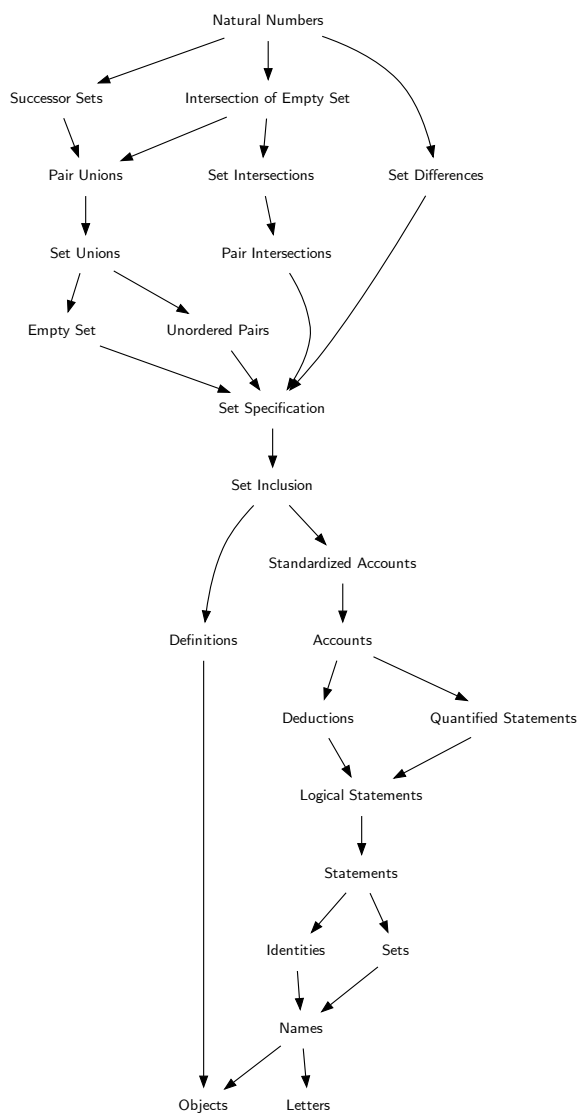 Natural Numbers
Successor Sets
Intersection of Empty Set
Pair Unions
Set Intersections
Set Differences
Set Unions
Pair Intersections
Empty Set
Unordered Pairs
Set Specification
Set Inclusion
Standardized Accounts
Definitions
Accounts
Deductions
Quantified Statements
Logical Statements
Statements
Identities
Sets
Names
Objects
Letters